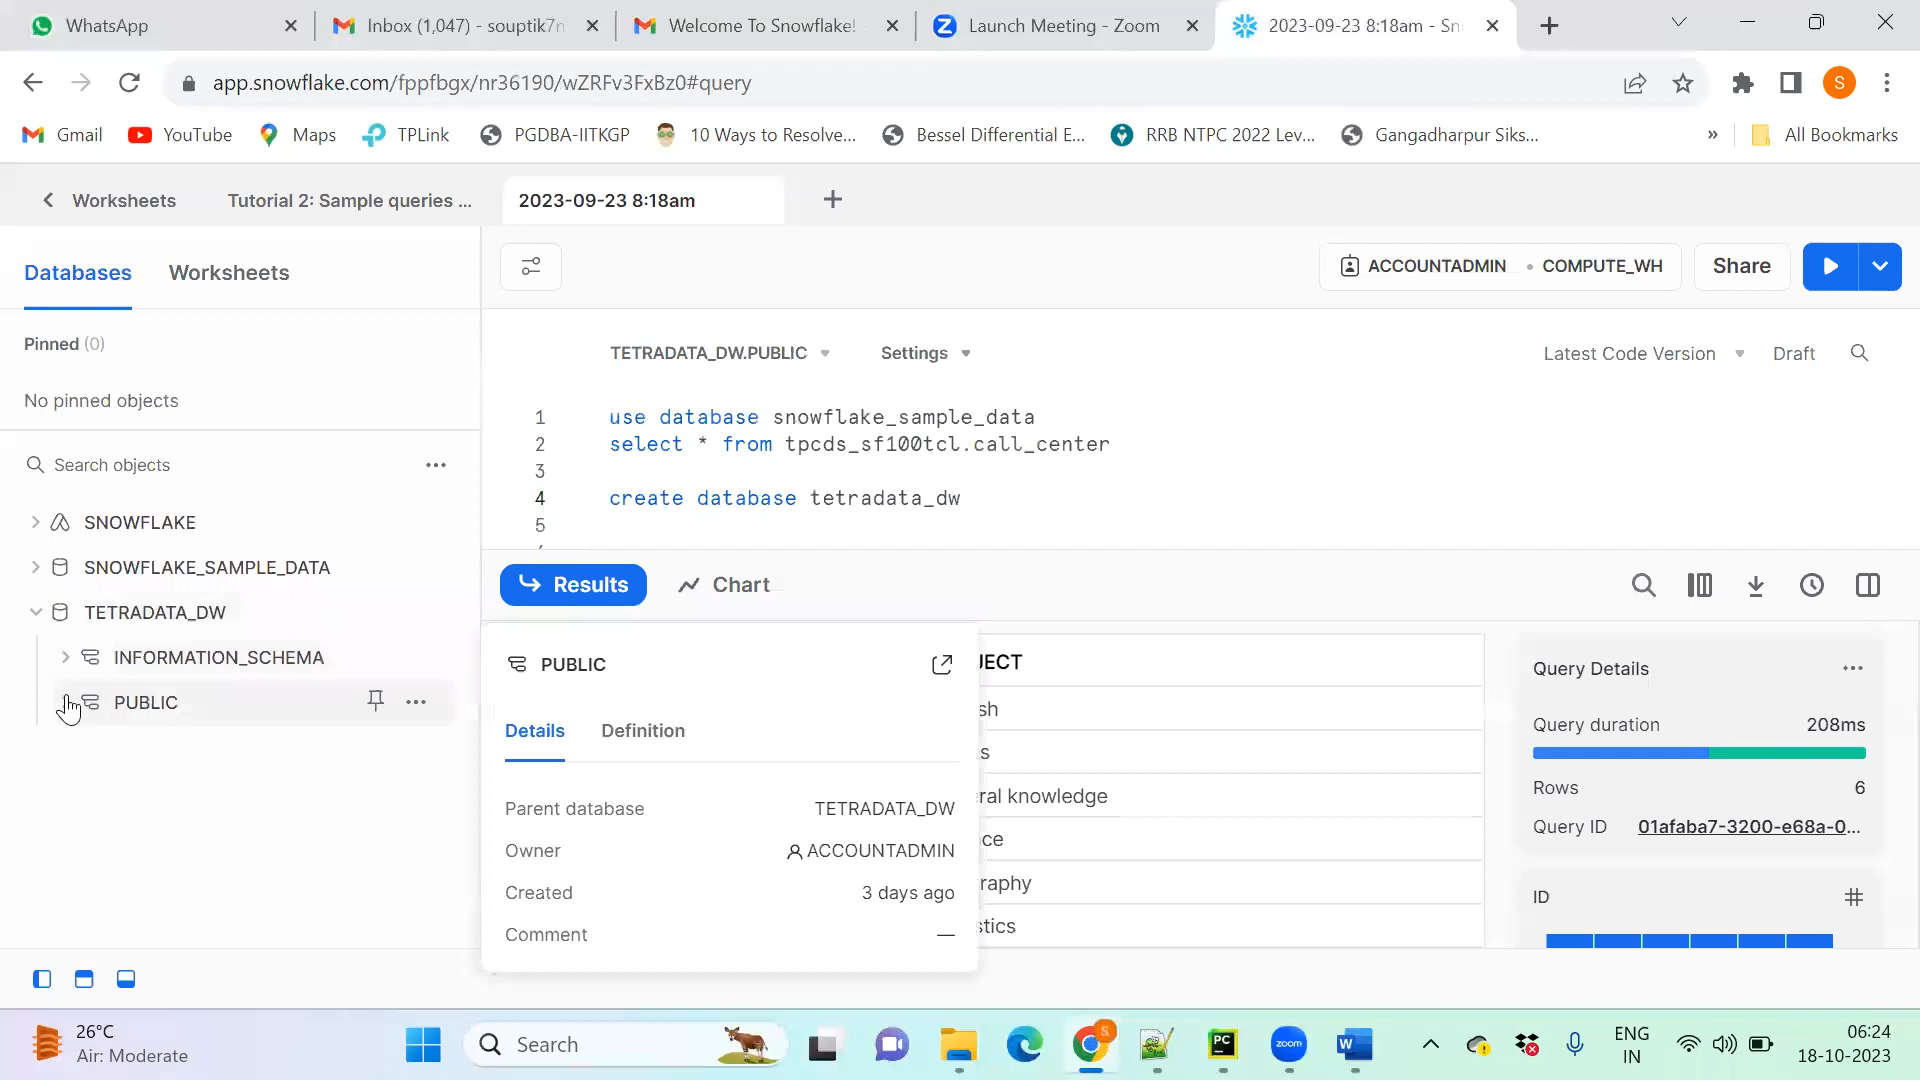 WhatsApp
Inbox (1,047) - souptik7n
Welcome To Snowflake!
Launch Meeting - Zoom
2023-09-23 8:18am - Sn
app.snowflake.com/fppfbgx/nr36190/wZRFv3FxBz0#query
S
Gmail
YouTube
Maps
TPLink
PGDBA-IITKGP
10 Ways to Resolve...
Bessel Differential E...
RRB NTPC 2022 Lev...
Gangadharpur Siks...
»
All Bookmarks
Worksheets
Tutorial 2: Sample queries ...
2023-09-23 8:18am
Databases
Worksheets
ACCOUNTADMIN • COMPUTE_WH
Share
Pinned (0)
No pinned objects
TETRADATA_DW.PUBLIC
Settings
Latest Code Version
Draft
1 use database snowflake_sample_data
2 select * from tpcds_sf100tcl.call_center
3
4 create database tetradata_dw
5
Search objects
SNOWFLAKE
SNOWFLAKE_SAMPLE_DATA
TETRADATA_DW
INFORMATION_SCHEMA
PUBLIC
Results
Chart
PUBLIC
Details
Definition
Parent database TETRADATA_DW
Owner ACCOUNTADMIN
Created 3 days ago
Comment —
JECT
sh
s
ral knowledge
ce
raphy
stics
Query Details
Query duration 208ms
Rows 6
Query ID 01afaba7-3200-e68a-0...
ID
26°C
Air: Moderate
Search
S
PC
zoom
W
ENG
IN
06:24
18-10-2023